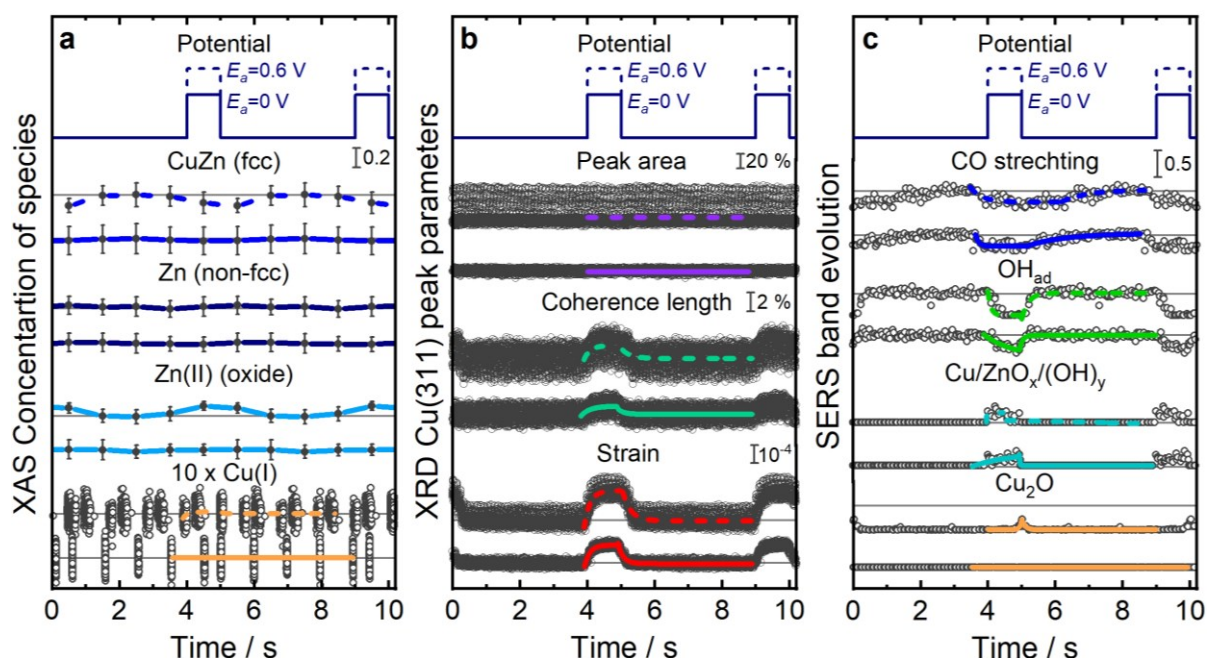 a
Potential
Eₐ=0.6 V
Eₐ=0 V
0.2
CuZn (fcc)
Zn (non-fcc)
Zn(II) (oxide)
10 x Cu(I)
XAS Concentartion of species
0 2 4 6 8 10
Time / s
b
Potential
Eₐ=0.6 V
Eₐ=0 V
Peak area
20 %
Coherence length
2 %
Strain
10⁻⁴
XRD Cu(311) peak parameters
0 2 4 6 8 10
Time / s
c
Potential
Eₐ=0.6 V
Eₐ=0 V
CO strechting
0.5
OH_ad
Cu/ZnOₓ/(OH)_y
Cu₂O
SERS band evolution
0 2 4 6 8 10
Time / s